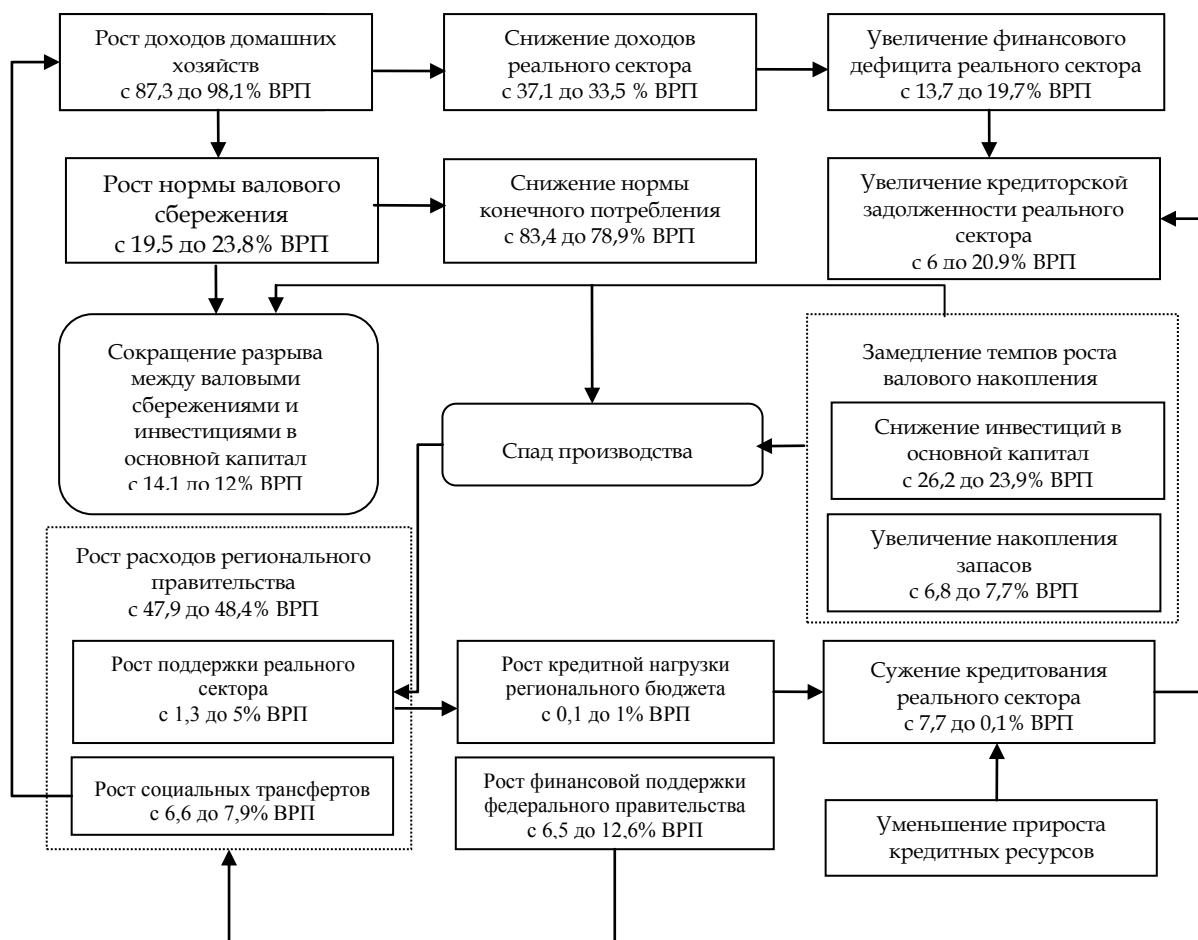 Рост доходов домашних
хозяйств
с 87,3 до 98,1% ВРП
Снижение доходов
реального сектора
с 37,1 до 33,5 % ВРП
Увеличение финансового
дефицита реального сектора
с 13,7 до 19,7% ВРП
Рост нормы валового
сбережения
с 19,5 до 23,8% ВРП
Снижение нормы
конечного потребления
с 83,4 до 78,9% ВРП
Увеличение кредиторской
задолженности реального
сектора
с 6 до 20,9% ВРП
Сокращение разрыва
между валовыми
сбережениями и
инвестициями в
основной капитал
с 14,1 до 12% ВРП
Спад производства
Замедление темпов роста
валового накопления
Снижение инвестиций в
основной капитал
с 26,2 до 23,9% ВРП
Увеличение накопления
запасов
с 6,8 до 7,7% ВРП
Рост расходов регионального
правительства
с 47,9 до 48,4% ВРП
Рост поддержки реального
сектора
с 1,3 до 5% ВРП
Рост кредитной нагрузки
регионального бюджета
с 0,1 до 1% ВРП
Сужение кредитования
реального сектора
с 7,7 до 0,1% ВРП
Рост социальных трансфертов
с 6,6 до 7,9% ВРП
Рост финансовой поддержки
федерального правительства
с 6,5 до 12,6% ВРП
Уменьшение прироста
кредитных ресурсов